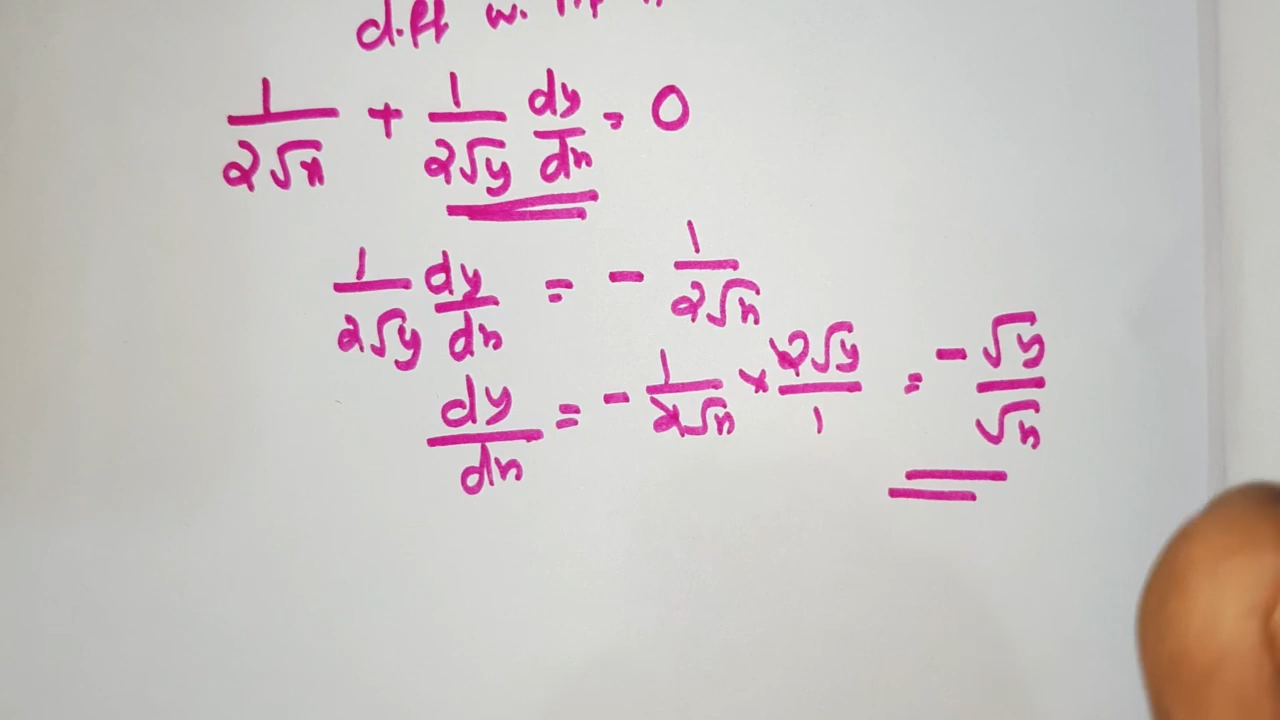 diff w.
1/2√x + 1/2√y dy/dx = 0
1/2√y dy/dx = - 1/2√x
dy/dx = - 1/2√x × 2√y/1 = - √y/√x